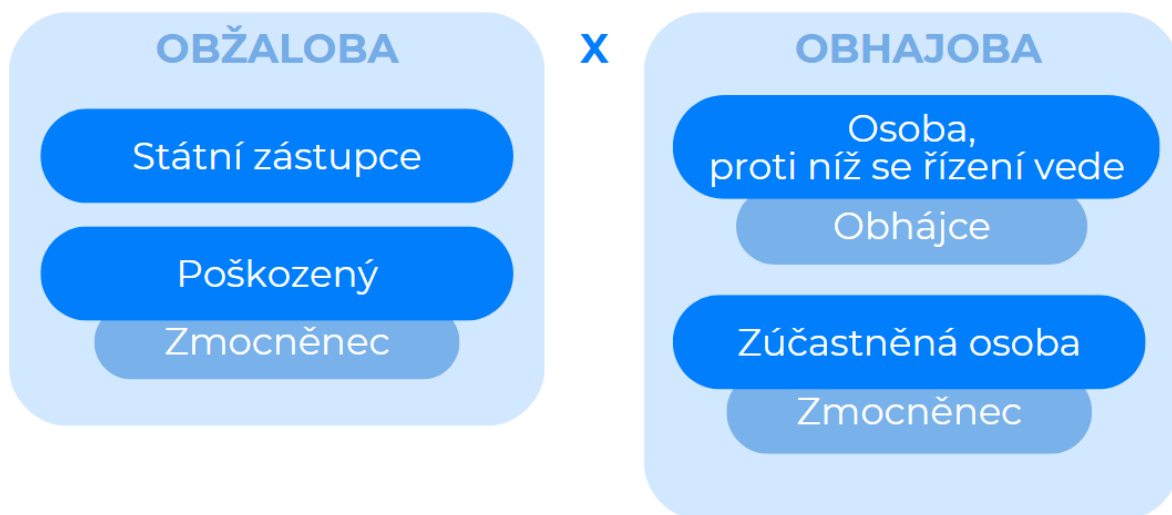 OBŽALOBA
Státní zástupce
Poškozený
Zmocněnec
X
OBHAJOBA
Osoba,
proti níž se řízení vede
Obhájce
Zúčastněná osoba
Zmocněnec